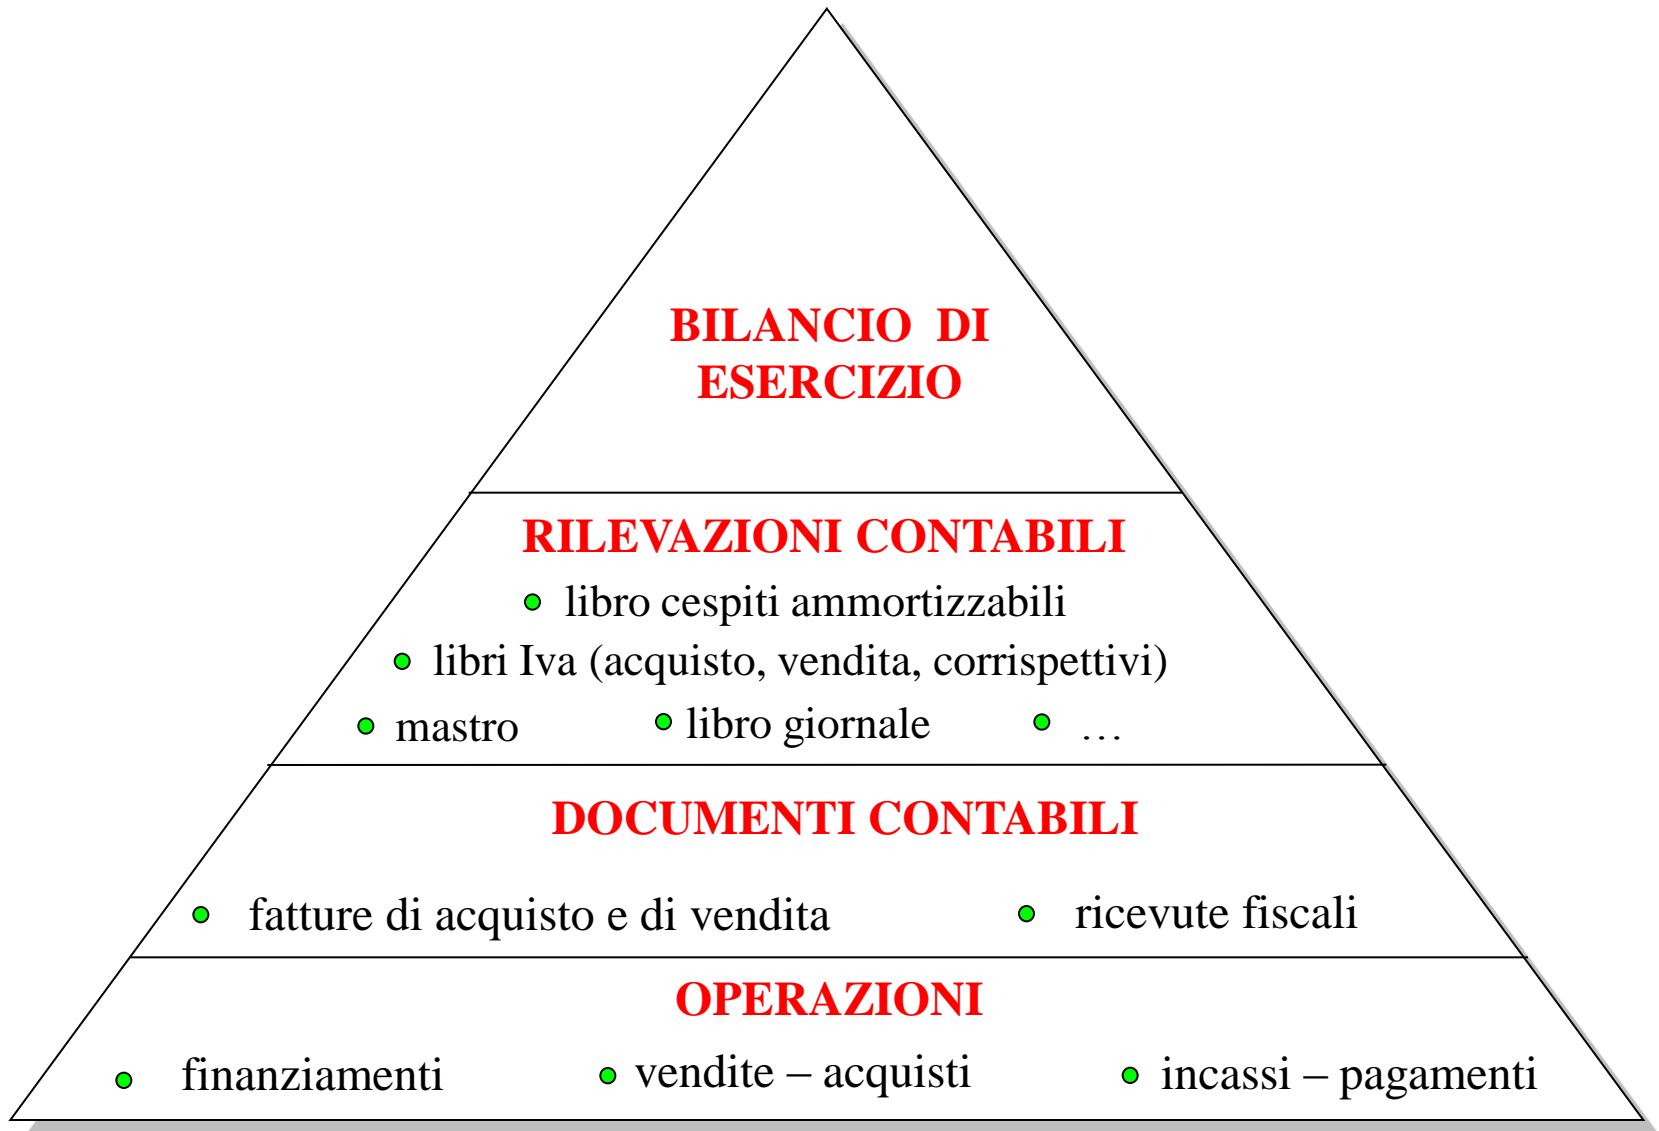 BILANCIO DI
ESERCIZIO
RILEVAZIONI CONTABILI
libro cespiti ammortizzabili
libri Iva (acquisto, vendita, corrispettivi)
mastro libro giornale …
DOCUMENTI CONTABILI
fatture di acquisto e di vendita ricevute fiscali
OPERAZIONI
finanziamenti vendite – acquisti incassi – pagamenti